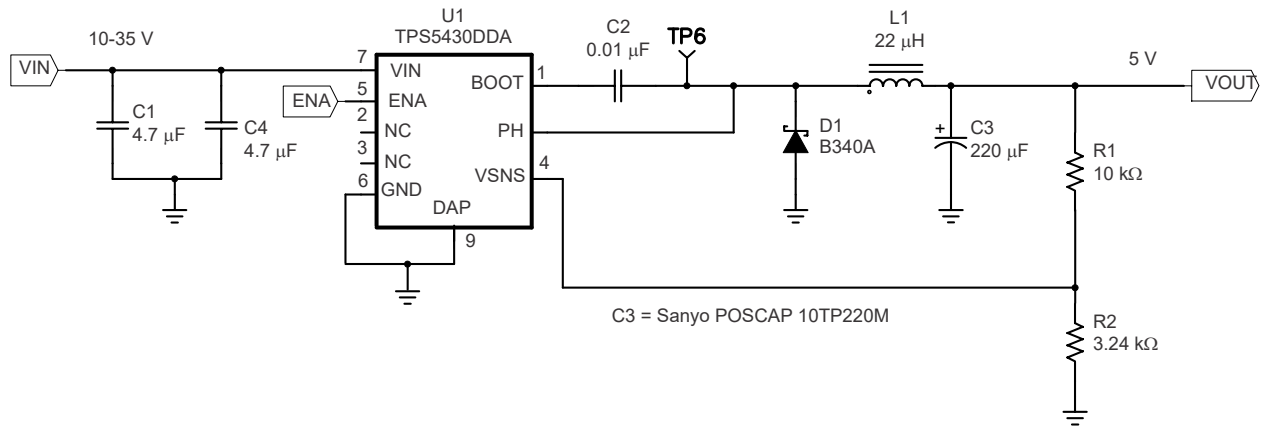 U1
TPS5430DDA
10-35 V
VIN
C1
4.7 μF
C4
4.7 μF
ENA
7
5
2
3
6
VIN
ENA
NC
NC
GND
DAP
9
BOOT
PH
VSNS
1
4
C2
0.01 μF
TP6
L1
22 μH
5 V
VOUT
D1
B340A
+
C3
220 μF
R1
10 kΩ
C3 = Sanyo POSCAP 10TP220M
R2
3.24 kΩ